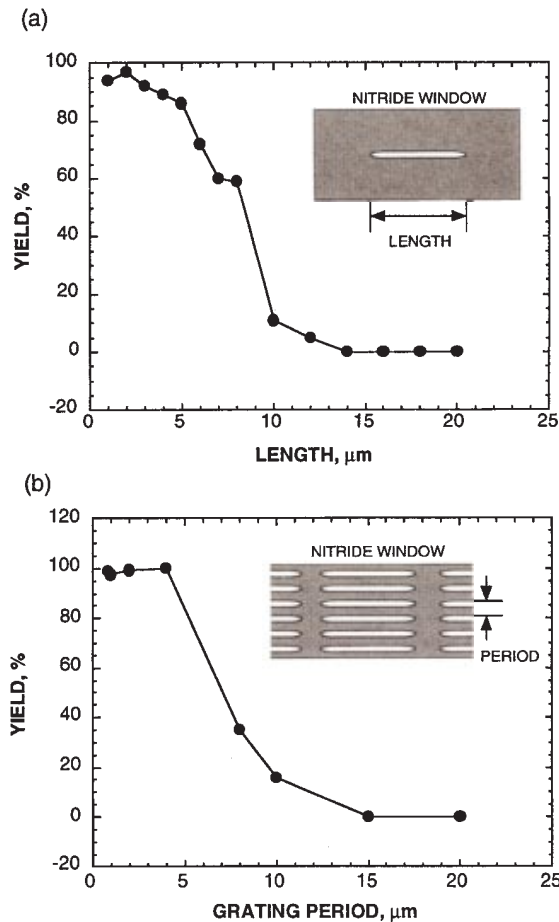 (a)
100
80
60
40
20
0
-20
YIELD, %
NITRIDE WINDOW
LENGTH
0 5 10 15 20 25
LENGTH, μm
(b)
120
100
80
60
40
20
0
-20
YIELD, %
NITRIDE WINDOW
PERIOD
0 5 10 15 20 25
GRATING PERIOD, μm